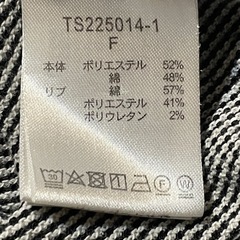 TS225014-1
F
本体 ポリエステル 52%
綿 48%
リブ 綿 57%
ポリエステル 41%
ポリウレタン 2%
30 F W